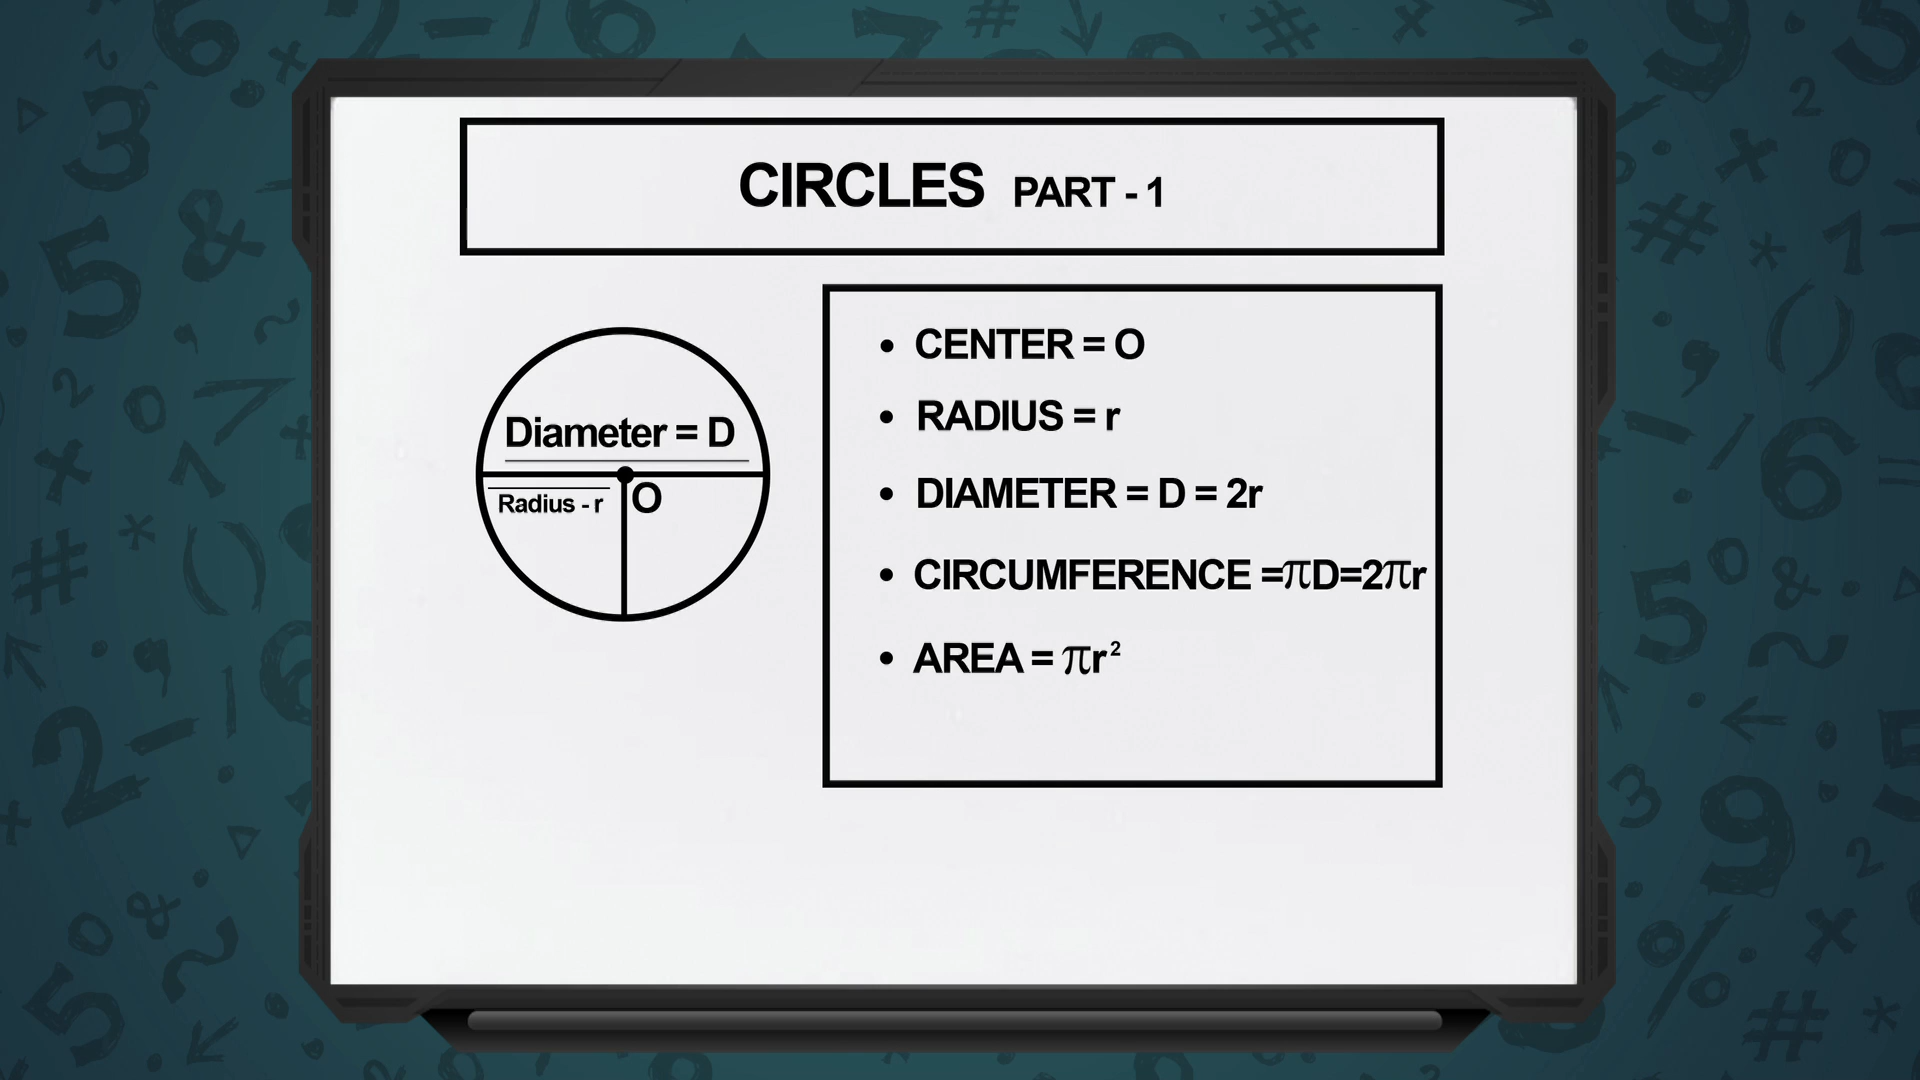 CIRCLES PART - 1
Diameter = D
Radius - r
O
• CENTER = O
• RADIUS = r
• DIAMETER = D = 2r
• CIRCUMFERENCE =πD=2πr
• AREA = πr²